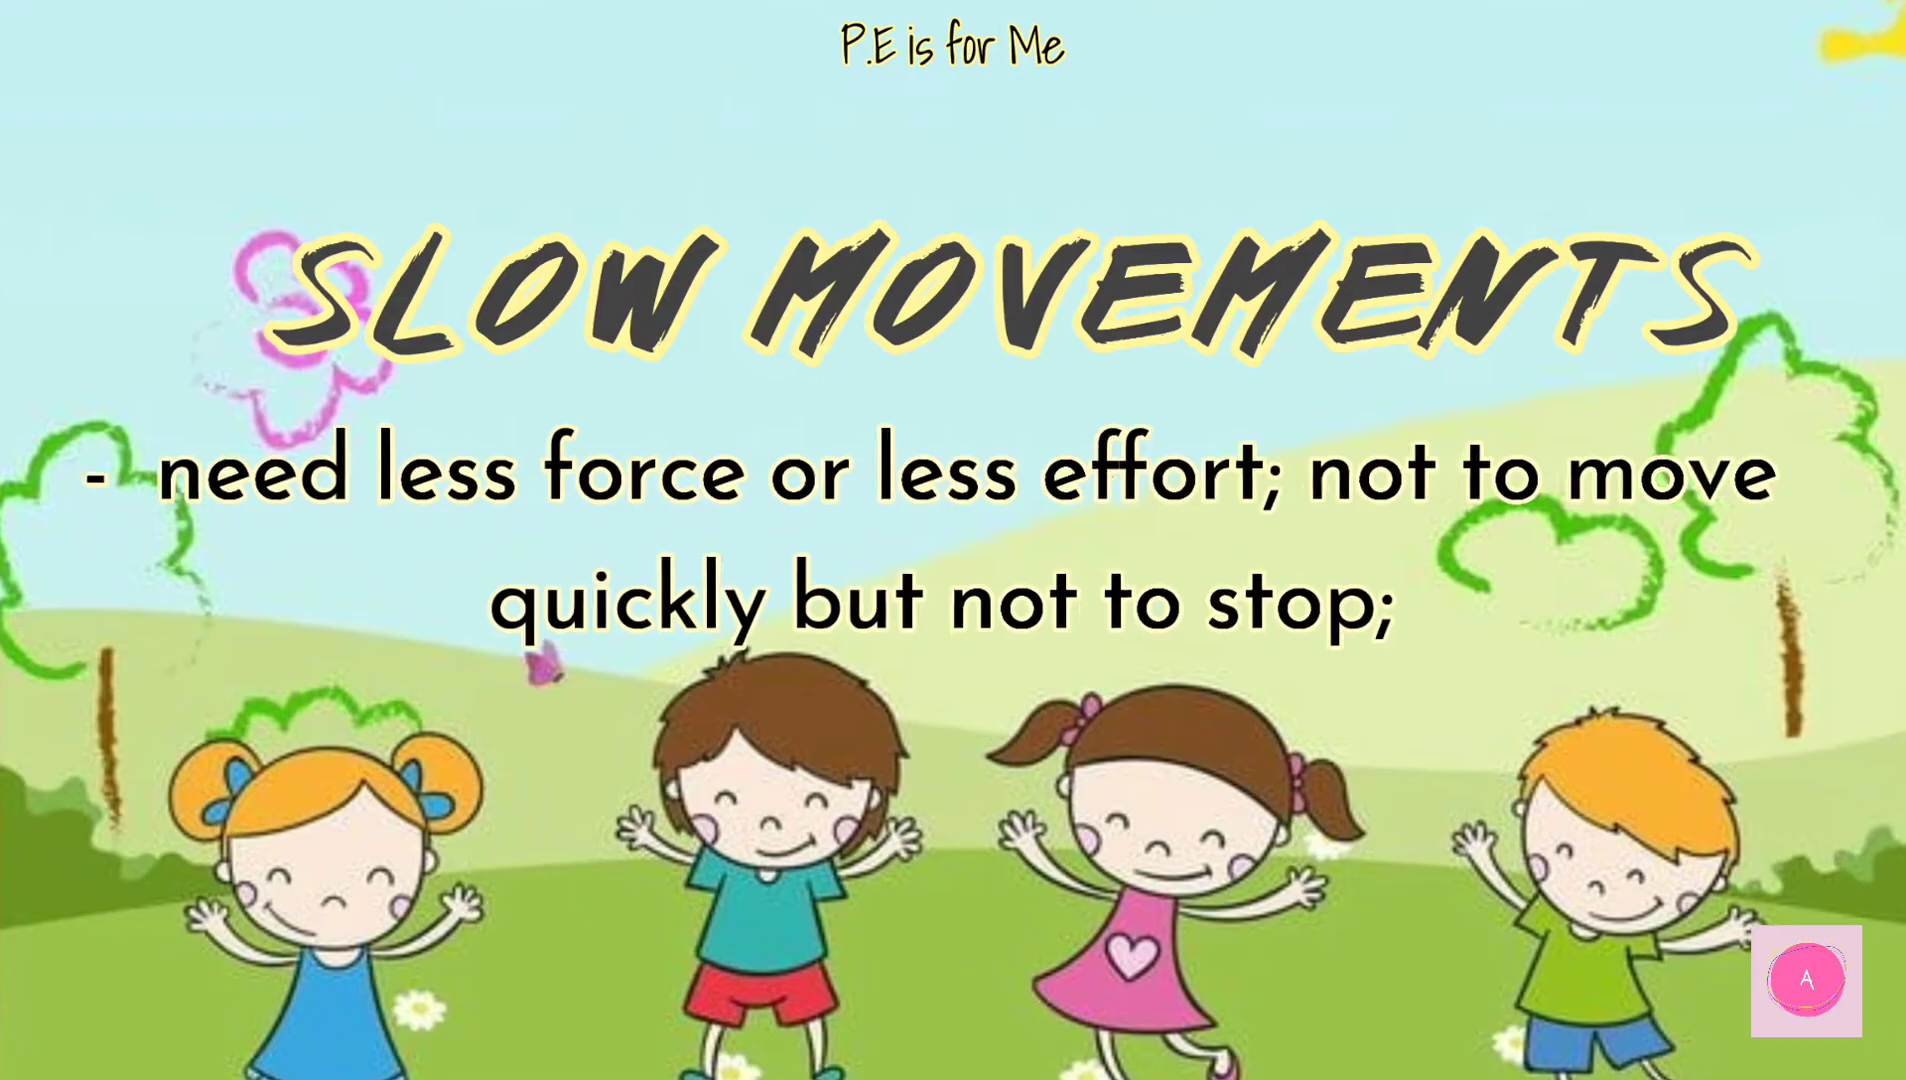 P.E is for Me
SLOW MOVEMENTS
- need less force or less effort; not to move
quickly but not to stop;
A